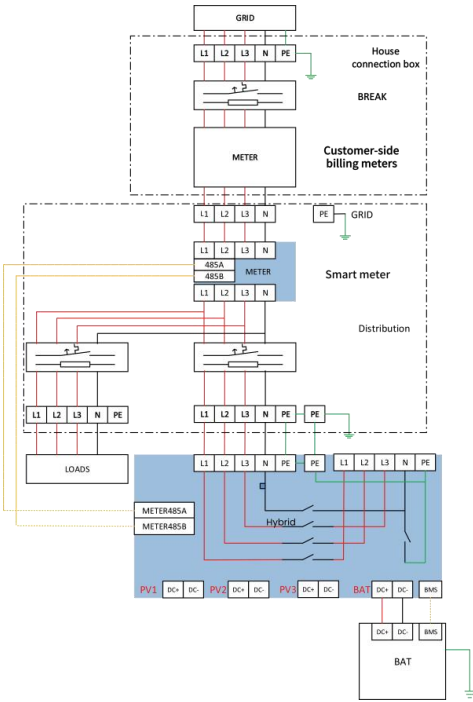 GRID
L1 L2 L3 N PE
House
connection box
BREAK
METER
Customer-side
billing meters
L1 L2 L3 N
PE
GRID
L1 L2 L3 N
485A
METER
485B
Smart meter
L1 L2 L3 N
Distribution
L1 L2 L3 N PE
L1 L2 L3 N PE PE
LOADS
L1 L2 L3 N PE PE
L1 L2 L3 N PE
METER485A
METER485B
Hybrid
PV1 DC+ DC- PV2 DC+ DC- PV3 DC+ DC- BAT DC+ DC- BMS
DC+ DC- BMS
BAT